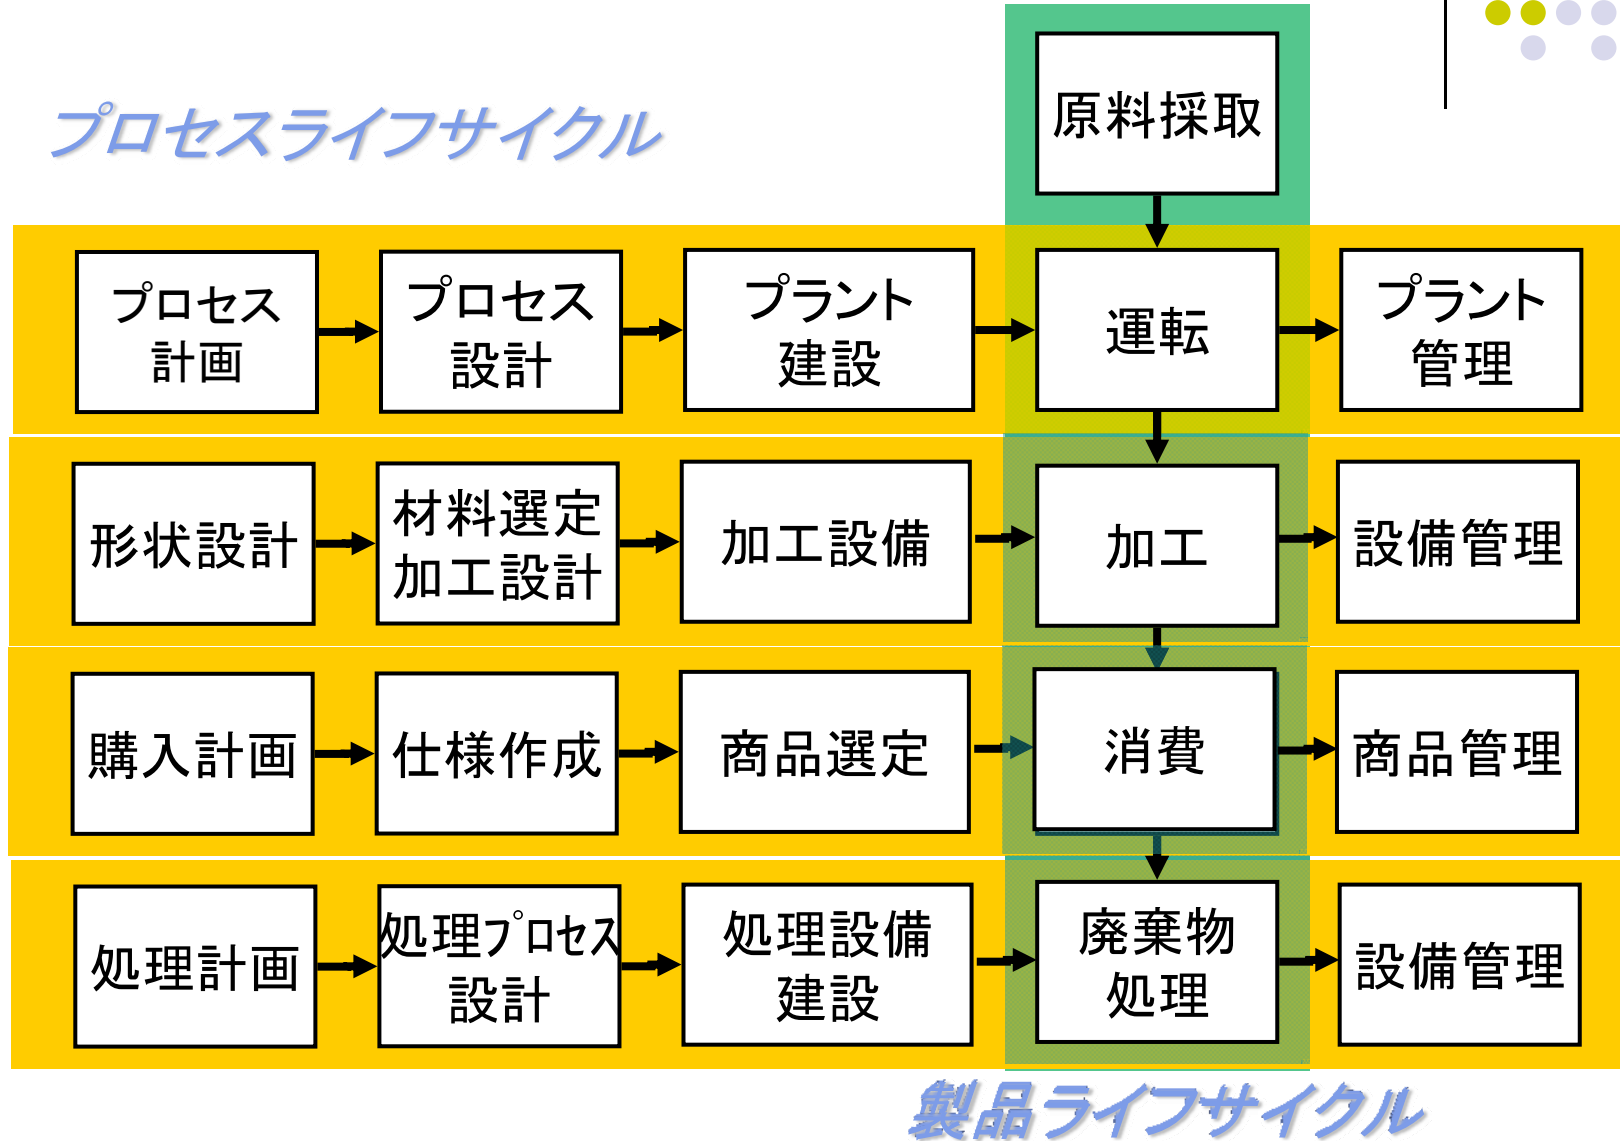 プロセスライフサイクル
原料採取
プロセス
計画
プロセス
設計
プラント
建設
運転
プラント
管理
形状設計
材料選定
加工設計
加工設備
加工
設備管理
購入計画
仕様作成
商品選定
消費
商品管理
処理計画
処理プロセス
設計
処理設備
建設
廃棄物
処理
設備管理
製品ライフサイクル